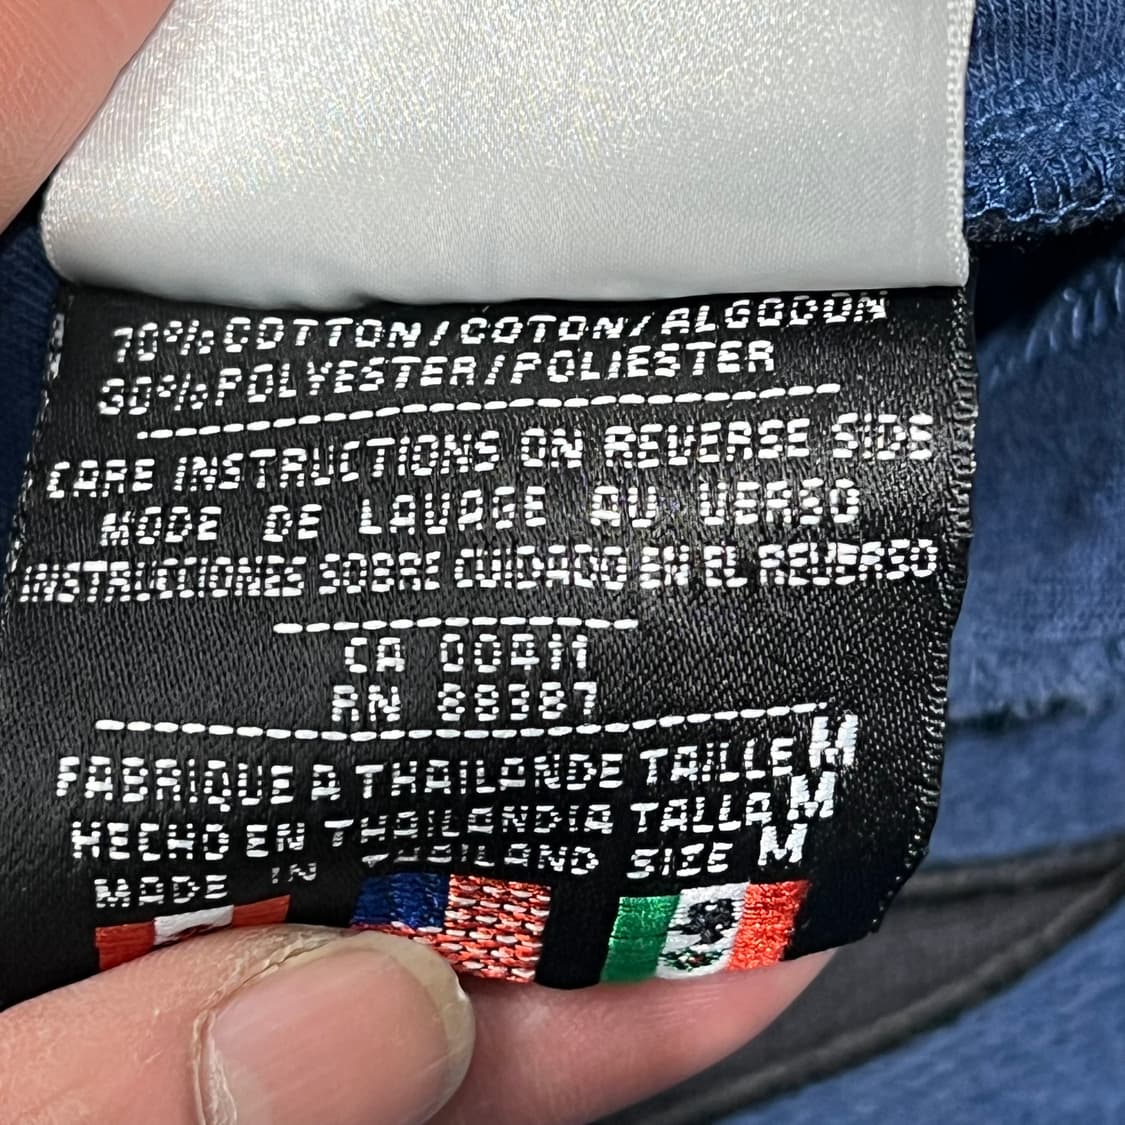 70% COTTON/COTON/ALGODON
30% POLYESTER/POLIESTER
CARE INSTRUCTIONS ON REVERSE SIDE
MODE DE LAVAGE AU VERSO
INSTRUCCIONES SOBRE CUIDADO EN EL REVERSO
CA 00411
RN 88387
FABRIQUE A THAILANDE TAILLE M
HECHO EN THAILANDIA TALLA M
MADE IN THAILAND SIZE M